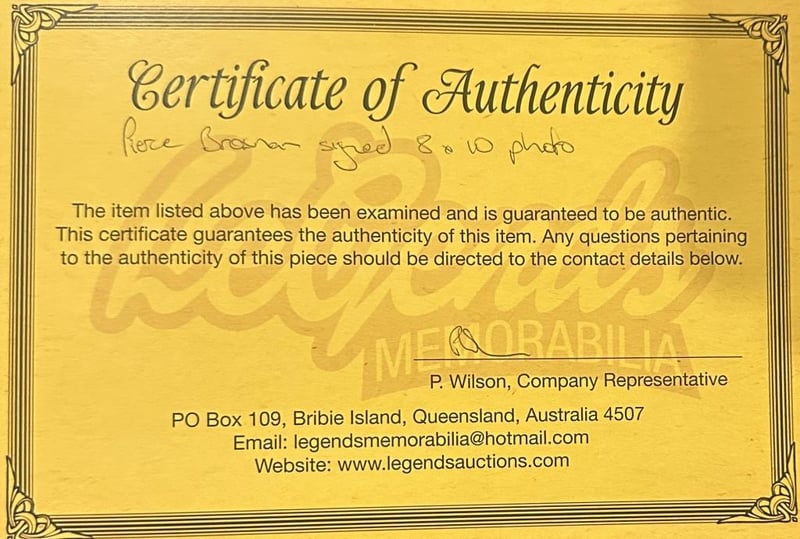 Certificate of Authenticity
Pierce Brosnan signed 8 x 10 photo
The item listed above has been examined and is guaranteed to be authentic.
This certificate guarantees the authenticity of this item. Any questions pertaining
to the authenticity of this piece should be directed to the contact details below.
Legends
MEMORABILIA
P. Wilson, Company Representative
PO Box 109, Bribie Island, Queensland, Australia 4507
Email: legendsmemorabilia@hotmail.com
Website: www.legendsauctions.com